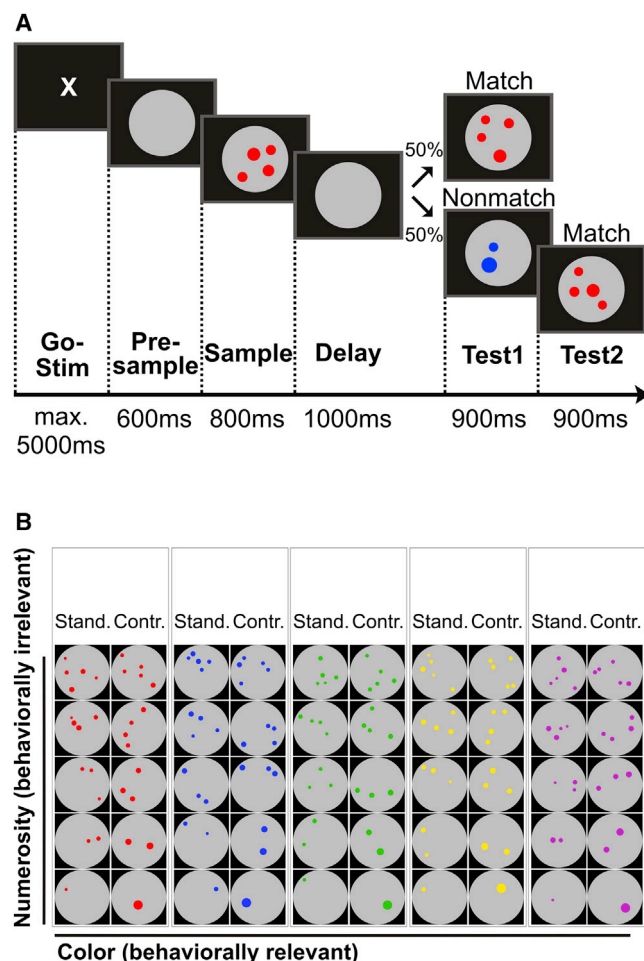 A
X
Match
50%
Nonmatch
50%
Match
Go-
Stim
Pre-
sample
Sample
Delay
Test1
Test2
max.
5000ms
600ms
800ms
1000ms
900ms
900ms
B
Numerosity (behaviorally irrelevant)
Stand. Contr.
Stand. Contr.
Stand. Contr.
Stand. Contr.
Stand. Contr.
Color (behaviorally relevant)